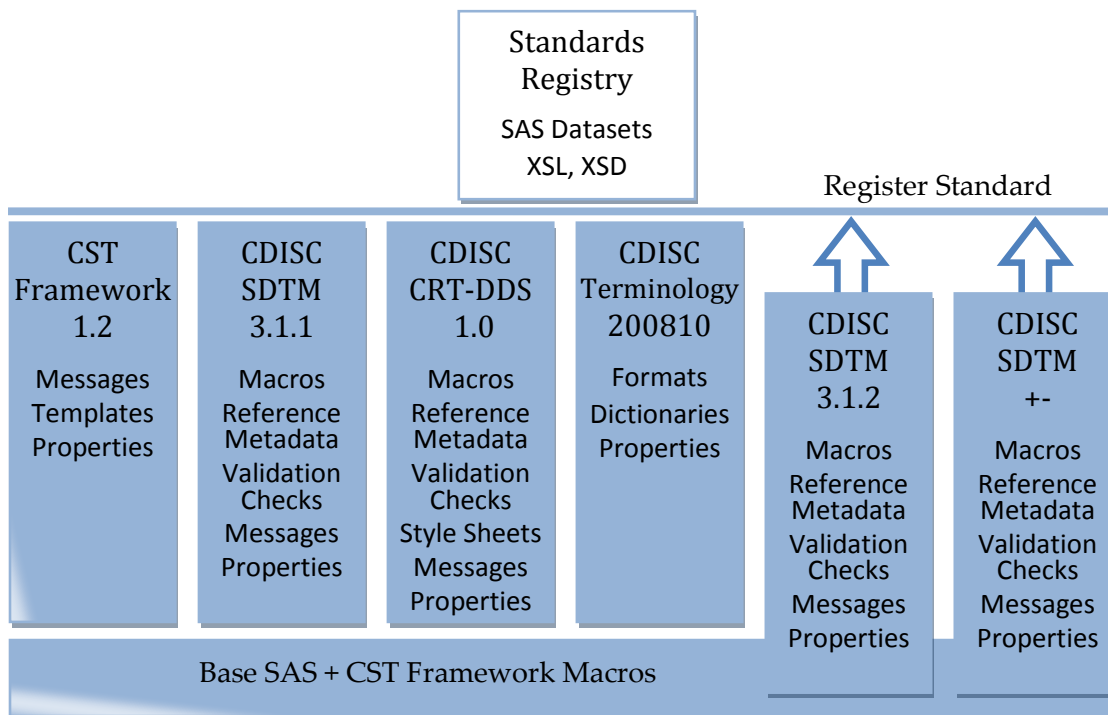 Standards
Registry
SAS Datasets
XSL, XSD
Register Standard
CST
Framework
1.2
Messages
Templates
Properties
CDISC
SDTM
3.1.1
Macros
Reference
Metadata
Validation
Checks
Messages
Properties
CDISC
CRT-DDS
1.0
Macros
Reference
Metadata
Validation
Checks
Style Sheets
Messages
Properties
CDISC
Terminology
200810
Formats
Dictionaries
Properties
CDISC
SDTM
3.1.2
Macros
Reference
Metadata
Validation
Checks
Messages
Properties
CDISC
SDTM
+-
Macros
Reference
Metadata
Validation
Checks
Messages
Properties
Base SAS + CST Framework Macros